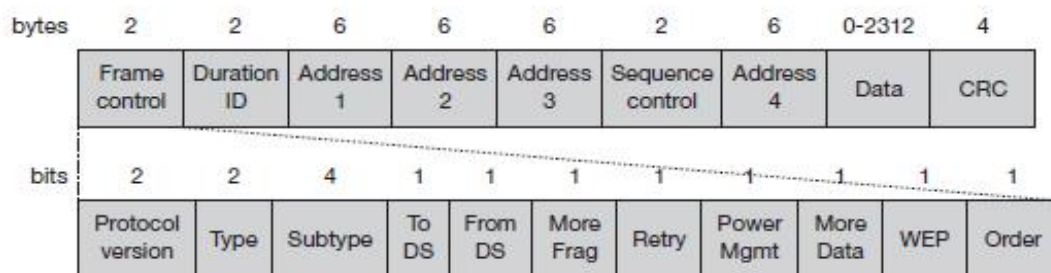 bytes 2 2 6 6 6 2 6 0-2312 4
Frame control Duration ID Address 1 Address 2 Address 3 Sequence control Address 4 Data CRC
bits 2 2 4 1 1 1 1 1 1 1 1
Protocol version Type Subtype To DS From DS More Frag Retry Power Mgmt More Data WEP Order